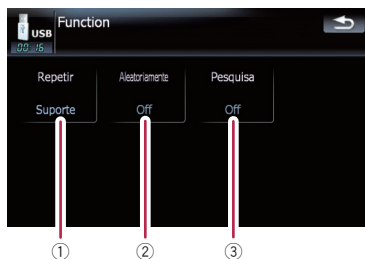 USB Function
00 16
Repetir Aleatoriamente Pesquisa
Suporte Off Off
① ② ③